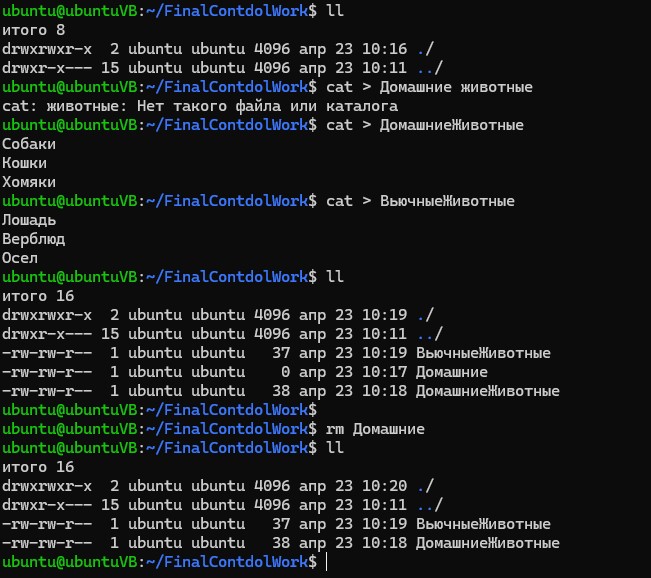 ubuntu@ubuntuVB:~/FinalContdolWork$ ll
итого 8
drwxrwxr-x  2 ubuntu ubuntu 4096 апр 23 10:16 ./
drwxr-x--- 15 ubuntu ubuntu 4096 апр 23 10:11 ../
ubuntu@ubuntuVB:~/FinalContdolWork$ cat > Домашние животные
cat: животные: Нет такого файла или каталога
ubuntu@ubuntuVB:~/FinalContdolWork$ cat > ДомашниеЖивотные
Собаки
Кошки
Хомяки
ubuntu@ubuntuVB:~/FinalContdolWork$ cat > ВьючныеЖивотные
Лошадь
Верблюд
Осел
ubuntu@ubuntuVB:~/FinalContdolWork$ ll
итого 16
drwxrwxr-x  2 ubuntu ubuntu 4096 апр 23 10:19 ./
drwxr-x--- 15 ubuntu ubuntu 4096 апр 23 10:11 ../
-rw-rw-r--  1 ubuntu ubuntu   37 апр 23 10:19 ВьючныеЖивотные
-rw-rw-r--  1 ubuntu ubuntu    0 апр 23 10:17 Домашние
-rw-rw-r--  1 ubuntu ubuntu   38 апр 23 10:18 ДомашниеЖивотные
ubuntu@ubuntuVB:~/FinalContdolWork$
ubuntu@ubuntuVB:~/FinalContdolWork$ rm Домашние
ubuntu@ubuntuVB:~/FinalContdolWork$ ll
итого 16
drwxrwxr-x  2 ubuntu ubuntu 4096 апр 23 10:20 ./
drwxr-x--- 15 ubuntu ubuntu 4096 апр 23 10:11 ../
-rw-rw-r--  1 ubuntu ubuntu   37 апр 23 10:19 ВьючныеЖивотные
-rw-rw-r--  1 ubuntu ubuntu   38 апр 23 10:18 ДомашниеЖивотные
ubuntu@ubuntuVB:~/FinalContdolWork$